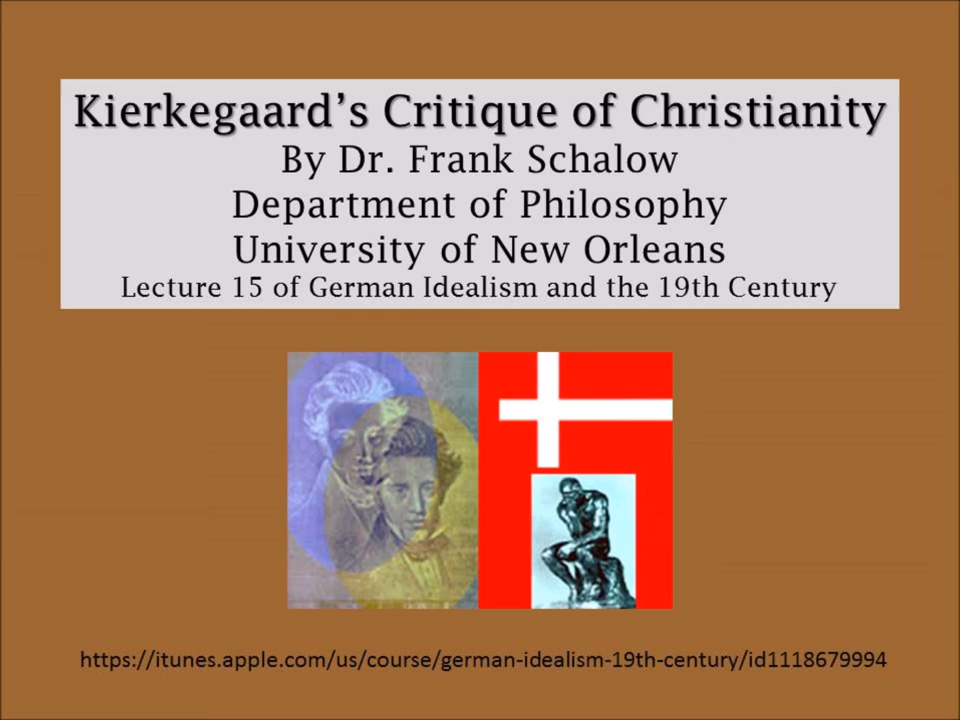 Kierkegaard's Critique of Christianity
By Dr. Frank Schalow
Department of Philosophy
University of New Orleans
Lecture 15 of German Idealism and the 19th Century
https://itunes.apple.com/us/course/german-idealism-19th-century/id1118679994